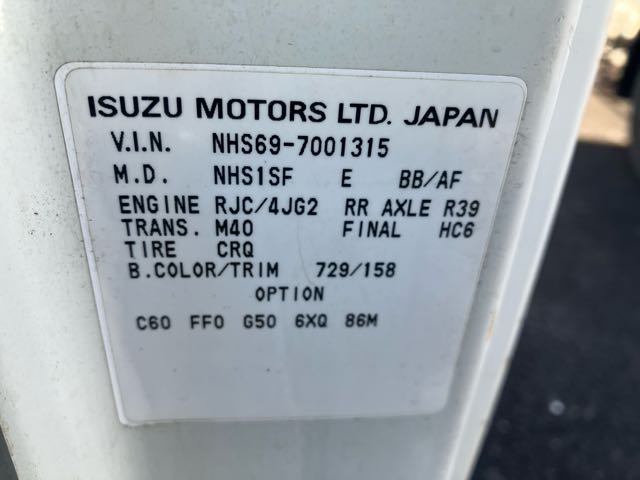 ISUZU MOTORS LTD. JAPAN
V.I.N. NHS69-7001315
M.D. NHS1SF E BB/AF
ENGINE RJC/4JG2 RR AXLE R39
TRANS. M40 FINAL HC6
TIRE CRQ
B.COLOR/TRIM 729/158
OPTION
C60 FF0 G50 6XQ 86M